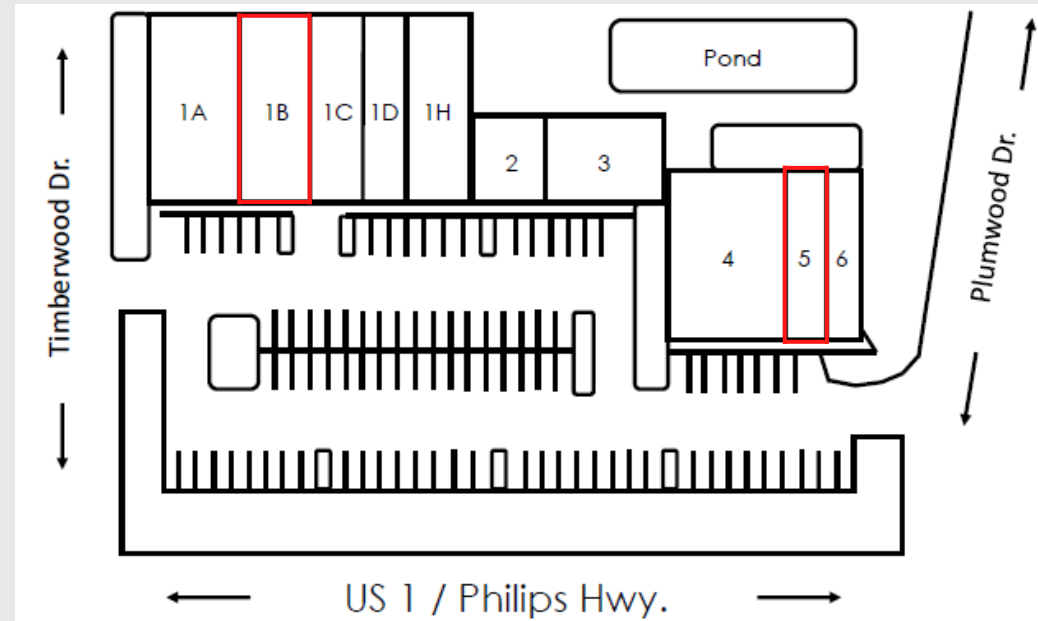 Pond
1A
1B
1C
1D
1H
2
3
4
5
6
Timberwood Dr.
Plumwood Dr.
US 1 / Philips Hwy.